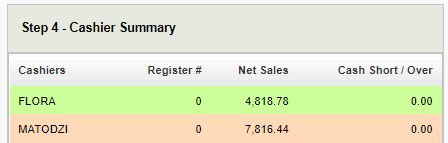 Step 4 - Cashier Summary
Cashiers Register # Net Sales Cash Short / Over
FLORA 0 4,818.78 0.00
MATODZI 0 7,816.44 0.00